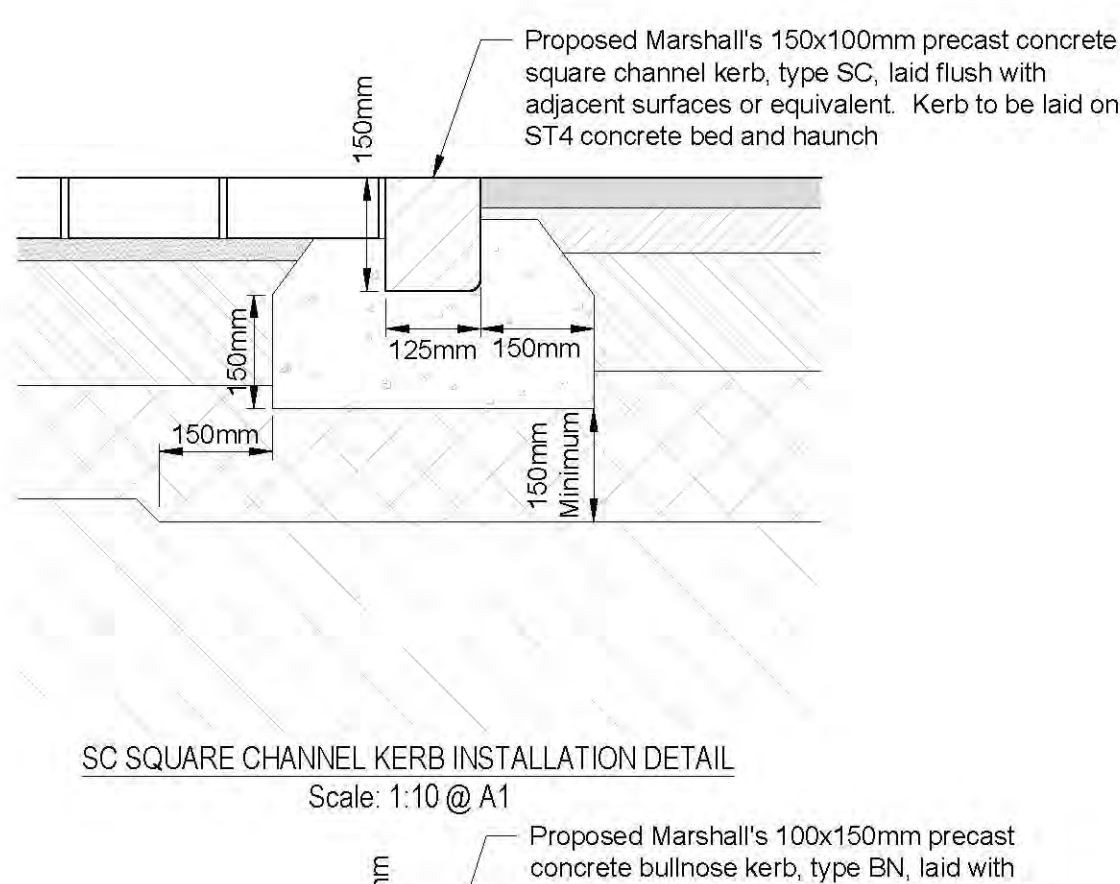 Proposed Marshall's 150x100mm precast concrete
square channel kerb, type SC, laid flush with
adjacent surfaces or equivalent. Kerb to be laid on
ST4 concrete bed and haunch
150mm
125mm
150mm
150mm
150mm
150mm
Minimum
SC SQUARE CHANNEL KERB INSTALLATION DETAIL
Scale: 1:10 @ A1
Proposed Marshall's 100x150mm precast
concrete bullnose kerb, type BN, laid with